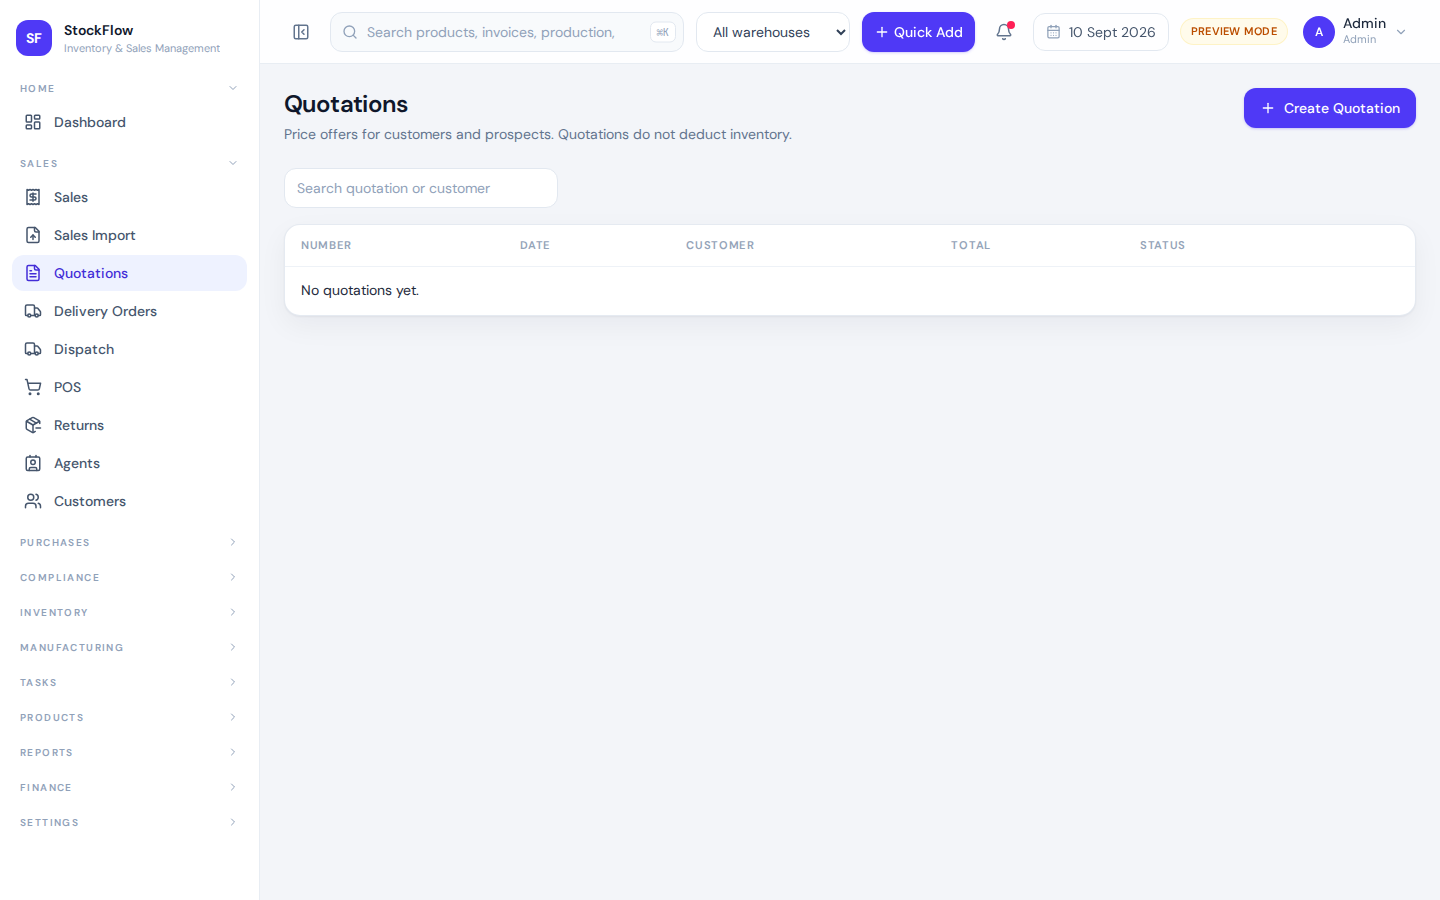 SF
StockFlow
Inventory & Sales Management
HOME
Dashboard
SALES
Sales
Sales Import
Quotations
Delivery Orders
Dispatch
POS
Returns
Agents
Customers
PURCHASES
COMPLIANCE
INVENTORY
MANUFACTURING
TASKS
PRODUCTS
REPORTS
FINANCE
SETTINGS
Search products, invoices, production,
⌘K
All warehouses
Quick Add
10 Sept 2026
PREVIEW MODE
A
Admin
Admin
Quotations
Price offers for customers and prospects. Quotations do not deduct inventory.
Create Quotation
Search quotation or customer
NUMBER DATE CUSTOMER TOTAL STATUS
No quotations yet.